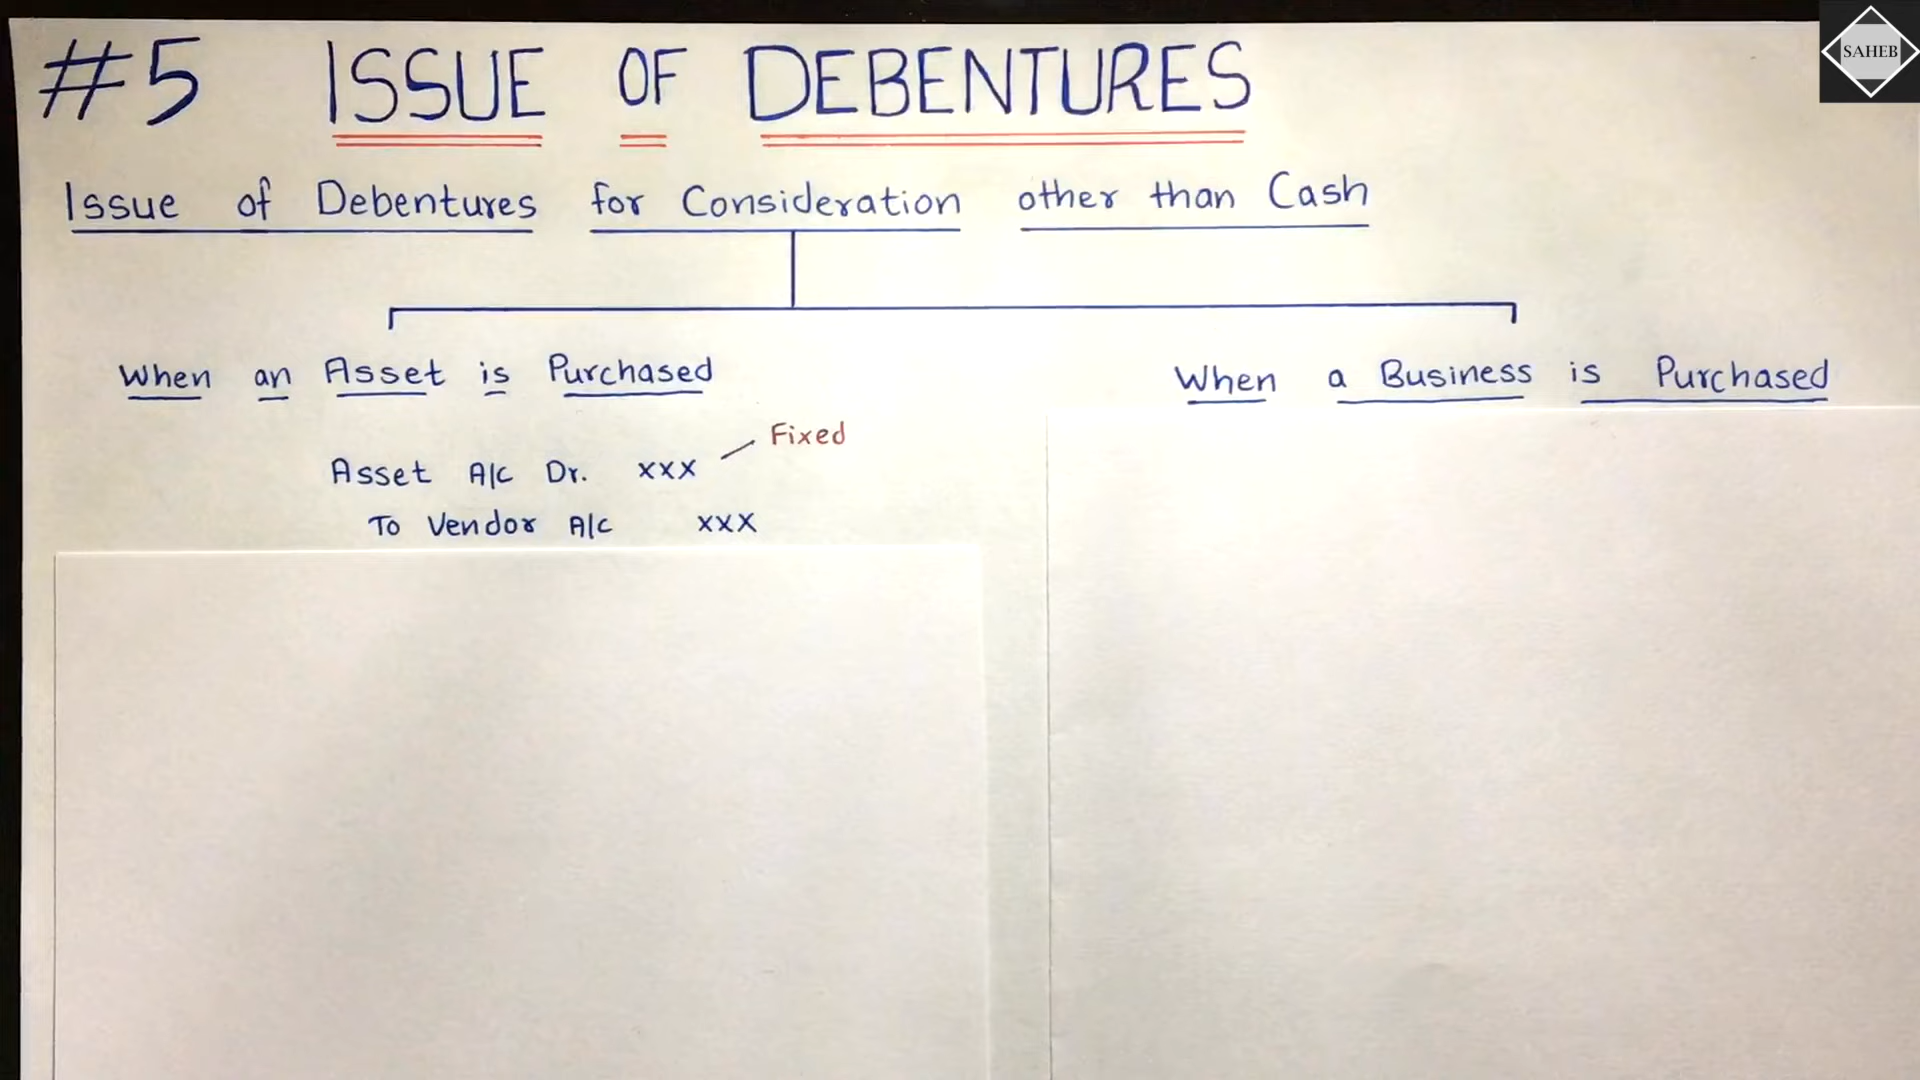 #5 ISSUE OF DEBENTURES
SAHEB
Issue of Debentures for Consideration other than Cash
When an Asset is Purchased
When a Business is Purchased
Fixed
Asset A/c Dr. xxx
To Vendor A/c xxx